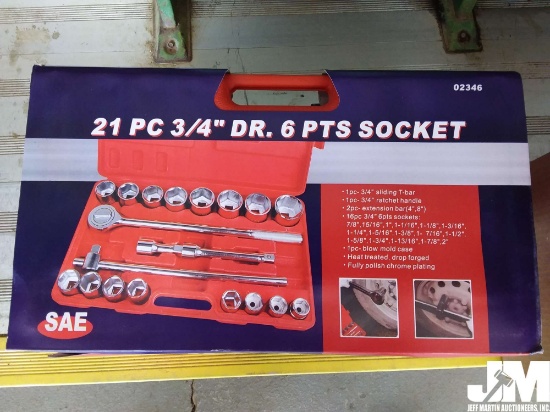 02346
21 PC 3/4" DR. 6 PTS SOCKET
•1pc- 3/4" sliding T-bar
•1pc- 3/4" ratchet handle
•2pc- extension bar(4",8")
•16pc 3/4" 6pts sockets:
7/8",15/16",1",1-1/16",1-1/8",1-3/16",
1-1/4",1-5/16",1-3/8",1-7/16",1-1/2"
1-5/8",1-3/4",1-13/16",1-7/8",2"
•1pc- blow mold case
•Heat treated, drop forged
•Fully polish chrome plating
SAE
JM
JEFF MARTIN AUCTIONEERS, INC.